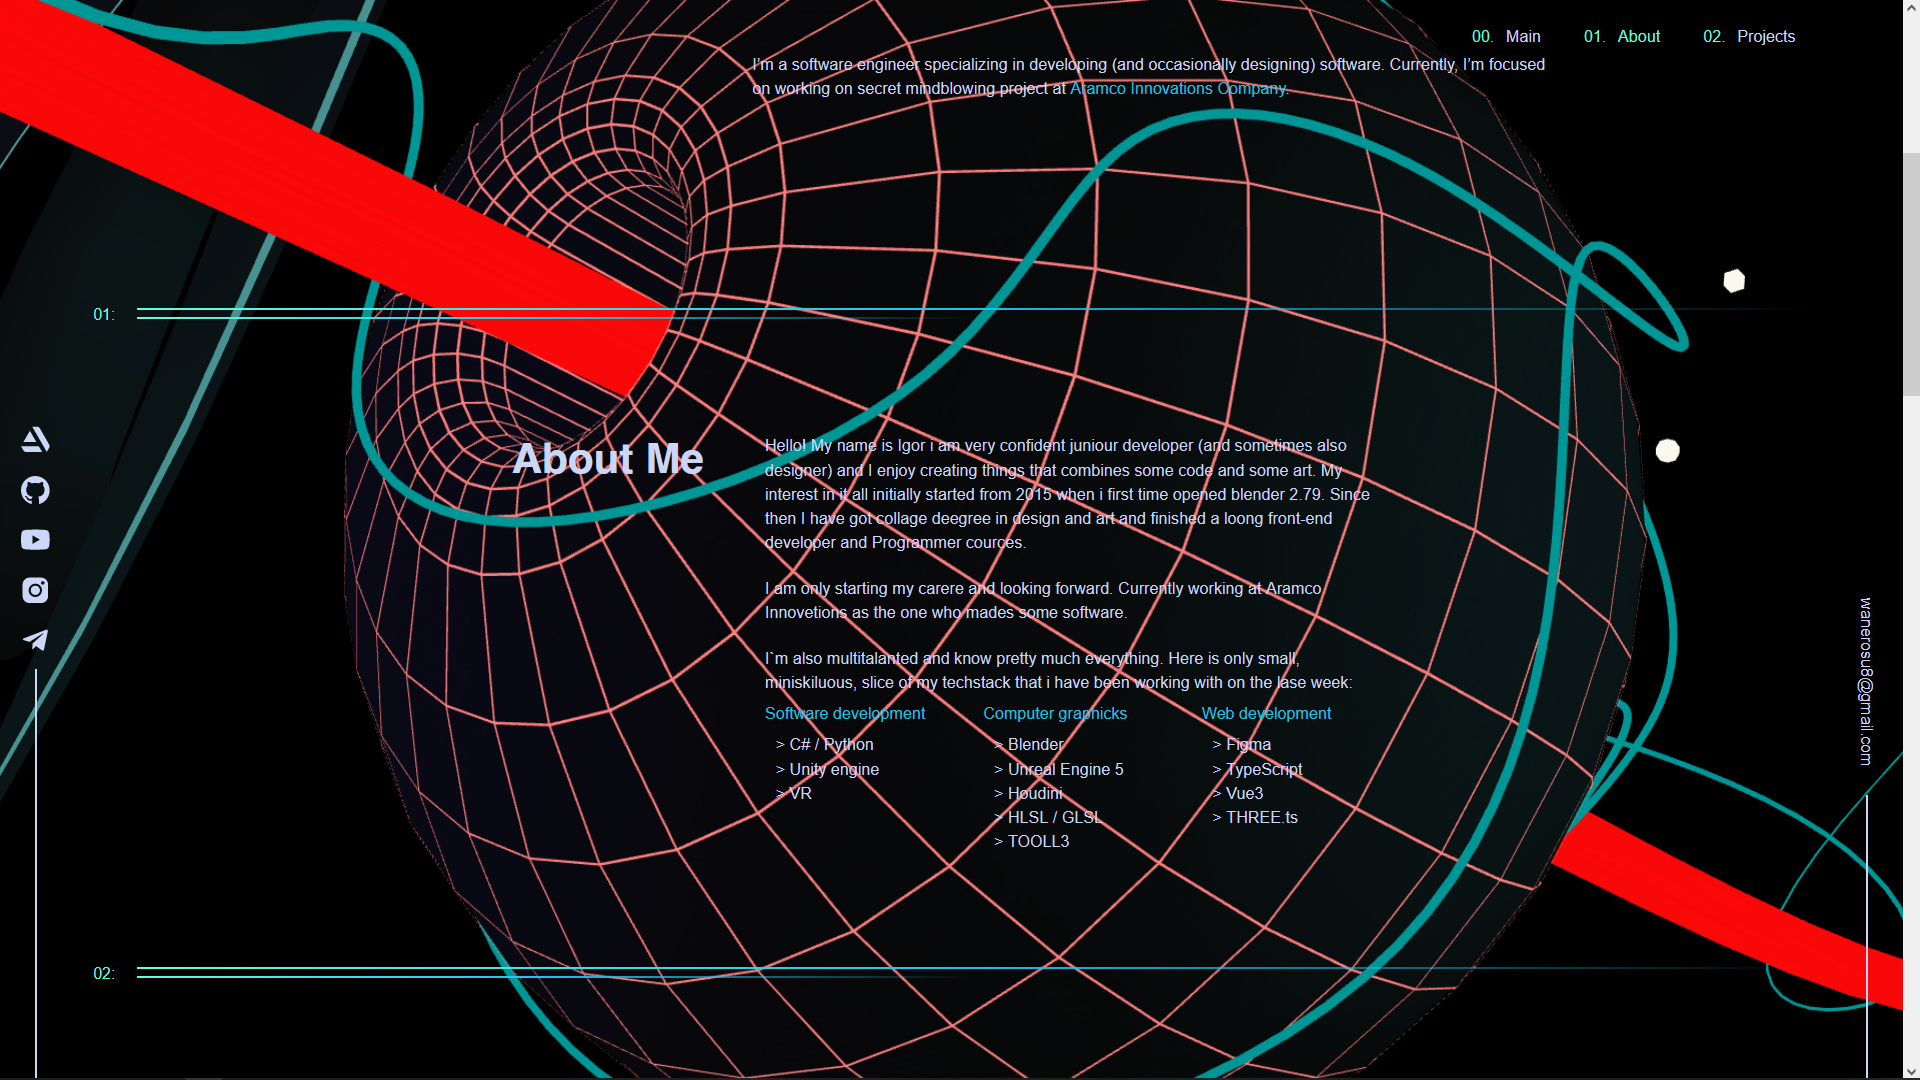 00. Main 01. About 02. Projects
I'm a software engineer specializing in developing (and occasionally designing) software. Currently, I'm focused
on working on secret mindblowing project at Aramco Innovations Company.
01:
About Me
Hello! My name is Igor i am very confident juniour developer (and sometimes also
designer) and I enjoy creating things that combines some code and some art. My
interest in it all initially started from 2015 when i first time opened blender 2.79. Since
then I have got collage deegree in design and art and finished a loong front-end
developer and Programmer cources.
I am only starting my carere and looking forward. Currently working at Aramco
Innovetions as the one who mades some software.
I`m also multitalanted and know pretty much everything. Here is only small,
miniskiluous, slice of my techstack that i have been working with on the lase week:
Software development
> C# / Python
> Unity engine
> VR
Computer graphicks
> Blender
> Unreal Engine 5
> Houdini
> HLSL / GLSL
> TOOLL3
Web development
> Figma
> TypeScript
> Vue3
> THREE.ts
wanerosu8@gmail.com
02: